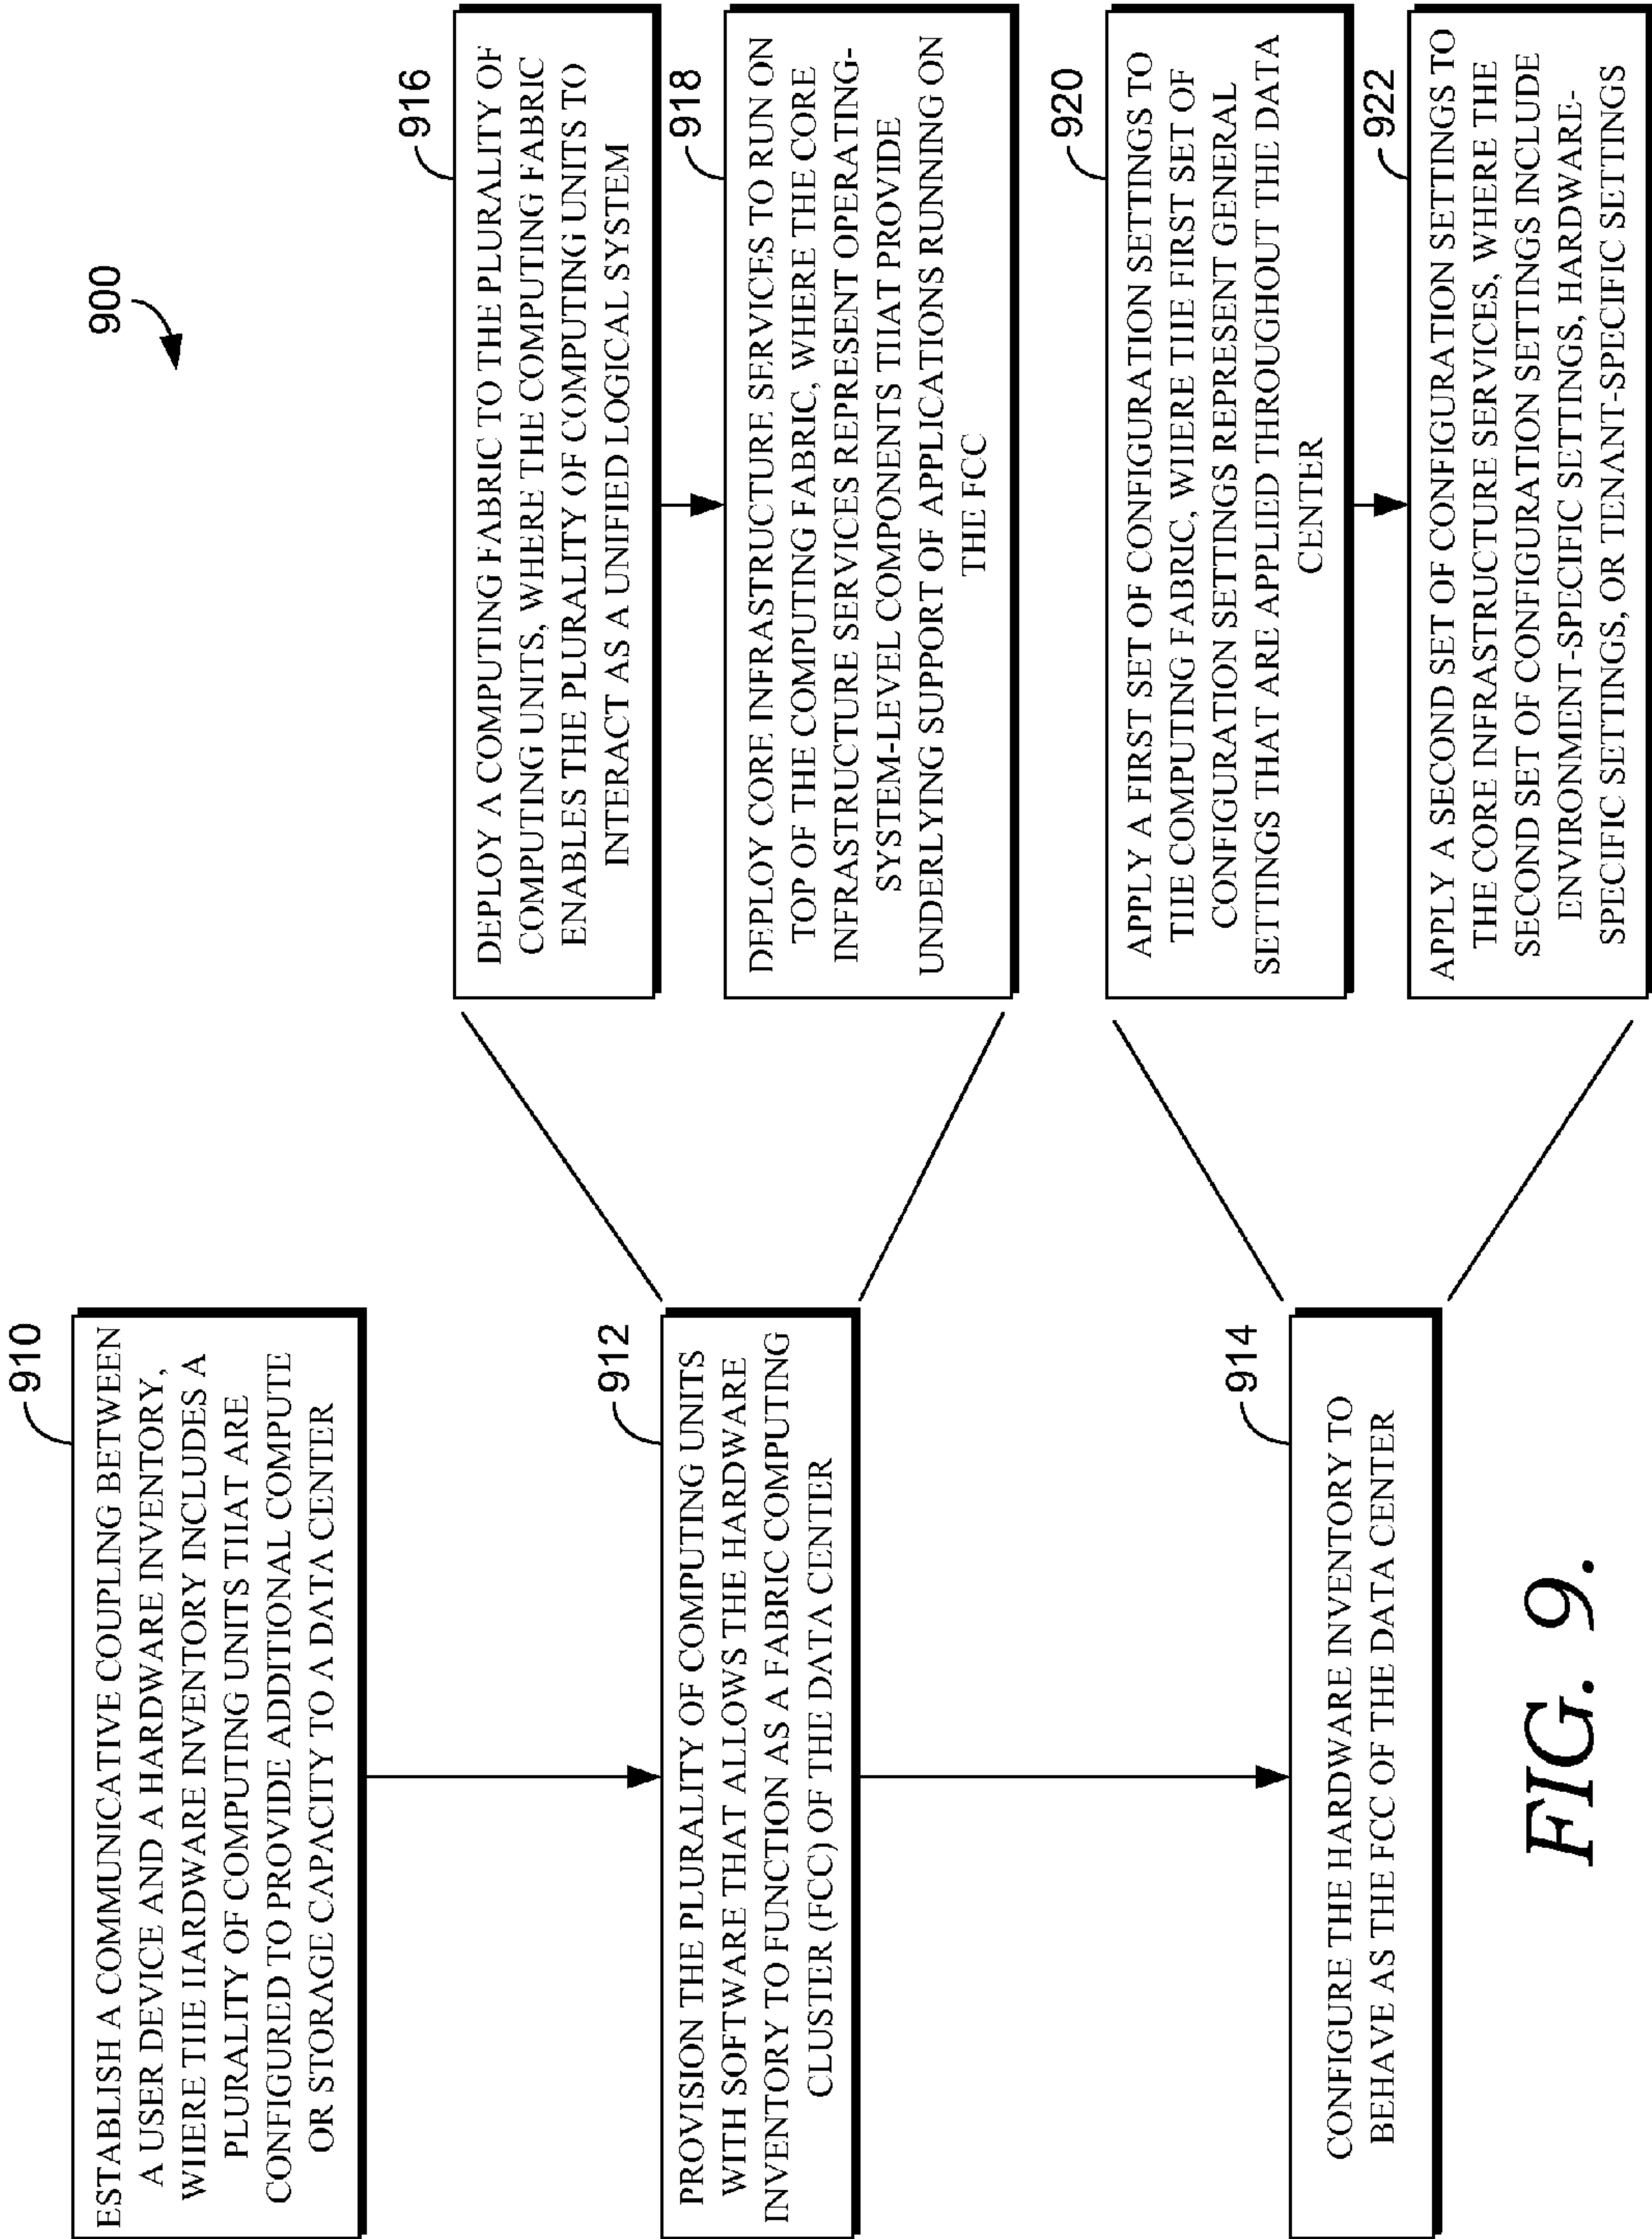 900
910
ESTABLISH A COMMUNICATIVE COUPLING BETWEEN
A USER DEVICE AND A HARDWARE INVENTORY,
WHERE THE HARDWARE INVENTORY INCLUDES A
PLURALITY OF COMPUTING UNITS THAT ARE
CONFIGURED TO PROVIDE ADDITIONAL COMPUTE
OR STORAGE CAPACITY TO A DATA CENTER
912
PROVISION THE PLURALITY OF COMPUTING UNITS
WITH SOFTWARE THAT ALLOWS THE HARDWARE
INVENTORY TO FUNCTION AS A FABRIC COMPUTING
CLUSTER (FCC) OF THE DATA CENTER
914
CONFIGURE THE HARDWARE INVENTORY TO
BEHAVE AS THE FCC OF THE DATA CENTER
916
DEPLOY A COMPUTING FABRIC TO THE PLURALITY OF
COMPUTING UNITS, WHERE THE COMPUTING FABRIC
ENABLES THE PLURALITY OF COMPUTING UNITS TO
INTERACT AS A UNIFIED LOGICAL SYSTEM
918
DEPLOY CORE INFRASTRUCTURE SERVICES TO RUN ON
TOP OF THE COMPUTING FABRIC, WHERE THE CORE
INFRASTRUCTURE SERVICES REPRESENT OPERATING-
SYSTEM-LEVEL COMPONENTS THAT PROVIDE
UNDERLYING SUPPORT OF APPLICATIONS RUNNING ON
THE FCC
920
APPLY A FIRST SET OF CONFIGURATION SETTINGS TO
THE COMPUTING FABRIC, WHERE THE FIRST SET OF
CONFIGURATION SETTINGS REPRESENT GENERAL
SETTINGS THAT ARE APPLIED THROUGHOUT THE DATA
CENTER
922
APPLY A SECOND SET OF CONFIGURATION SETTINGS TO
THE CORE INFRASTRUCTURE SERVICES, WHERE THE
SECOND SET OF CONFIGURATION SETTINGS INCLUDE
ENVIRONMENT-SPECIFIC SETTINGS, HARDWARE-
SPECIFIC SETTINGS, OR TENANT-SPECIFIC SETTINGS
FIG. 9.